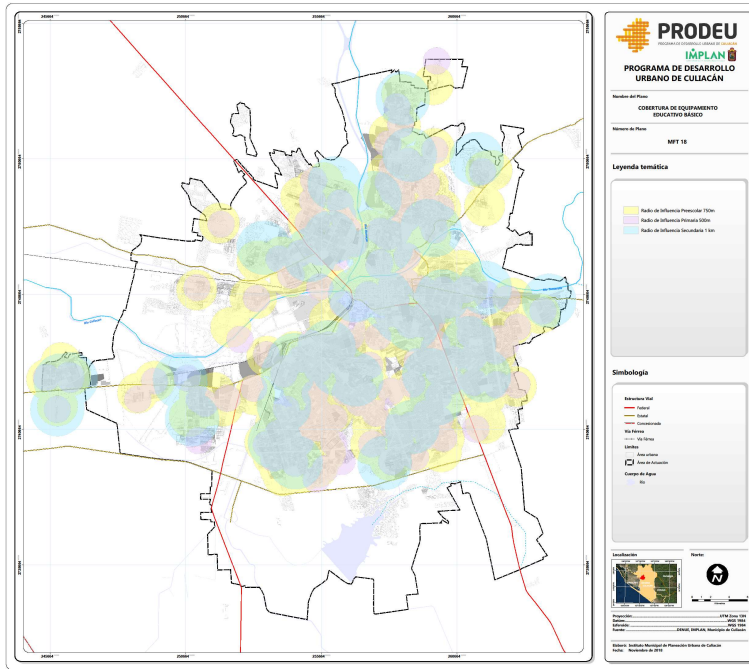 PRODEU
PROGRAMA DE DESARROLLO URBANO DE CULIACÁN
IMPLAN
PROGRAMA DE DESARROLLO
URBANO DE CULIACÁN
Nombre del Plano
COBERTURA DE EQUIPAMIENTO
EDUCATIVO BÁSICO
Número de Plano
MFT 18
Leyenda temática
Radio de Influencia Preescolar 750m
Radio de Influencia Primaria 500m
Radio de Influencia Secundaria 1 km
Simbología
Estructura Vial
Federal
Estatal
Concesionada
Vía Férrea
Vía Férrea
Límites
Área urbana
Área de Actuación
Cuerpo de Agua
Río
Localización
Norte:
Proyección: UTM Zona 13N
Datum: WGS 1984
Elipsoide: WGS 1984
Fuente: DENUE, IMPLAN, Municipio de Culiacán
Elaboró: Instituto Municipal de Planeación Urbana de Culiacán
Fecha: Noviembre de 2018